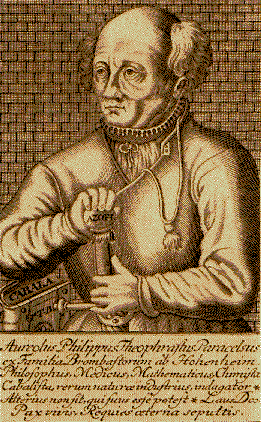 CABALA
Aureolus Philippus Theophrastus Paracelsus
Familia Bombastorum ab Hohenheim
Philosophus, Medicus, Mathematicus, Chimista
Cabalista, rerum naturæ industrius indagator *
Alterius non sit qui suus esse potest * Laus Deo
Pax vivis Requies æterna sepultis.